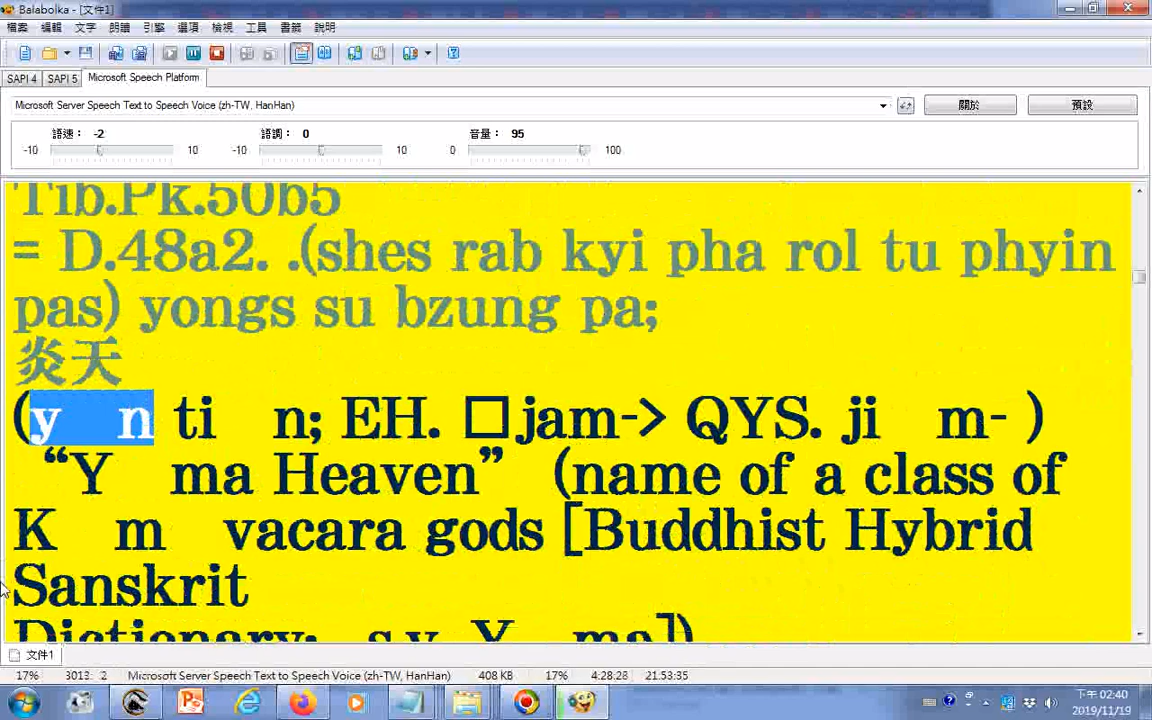 Balabolka - [文件1]
檔案 編輯 文字 朗讀 引擎 選項 檢視 工具 書籤 說明
SAPI 4 SAPI 5 Microsoft Speech Platform
Microsoft Server Speech Text to Speech Voice (zh-TW, HanHan) 關於 預設
語速： -2 語調： 0 音量： 95
-10 10 -10 10 0 100
Tib.Pk.50b5
= D.48a2. .(shes rab kyi pha rol tu phyin
pas) yongs su bzung pa;
炎天
(y n ti n; EH. □jam-> QYS. ji m- )
“Y ma Heaven” (name of a class of
K m vacara gods [Buddhist Hybrid
Sanskrit
Dictionary; s.v. Y ma])
文件1
17% 3013: 2 Microsoft Server Speech Text to Speech Voice (zh-TW, HanHan) 408 KB 17% 4:28:28 21:53:35
下午 02:40
2019/11/19